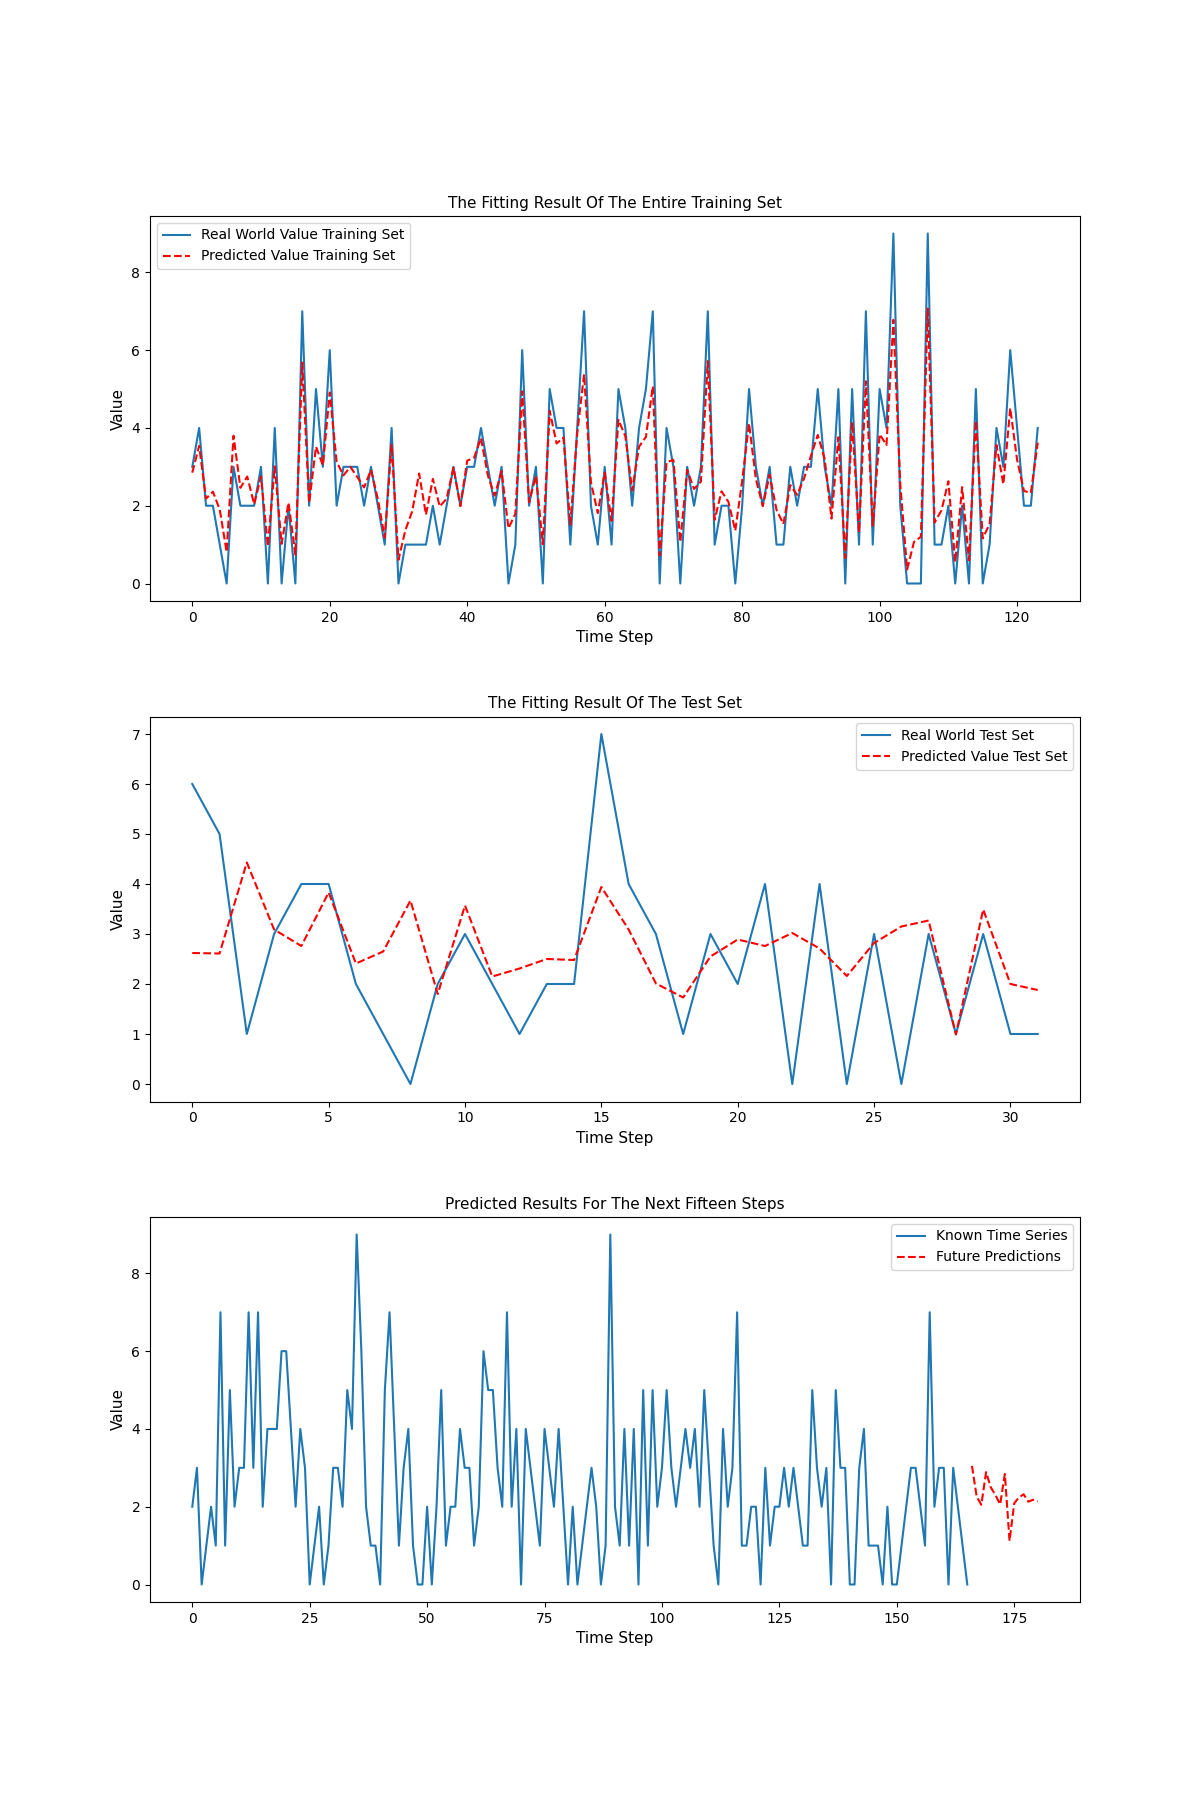 The Fitting Result Of The Entire Training Set
Real World Value Training Set
Predicted Value Training Set
Value
8
6
4
2
0
0 20 40 60 80 100 120
Time Step
The Fitting Result Of The Test Set
Real World Test Set
Predicted Value Test Set
Value
7
6
5
4
3
2
1
0
0 5 10 15 20 25 30
Time Step
Predicted Results For The Next Fifteen Steps
Known Time Series
Future Predictions
Value
8
6
4
2
0
0 25 50 75 100 125 150 175
Time Step